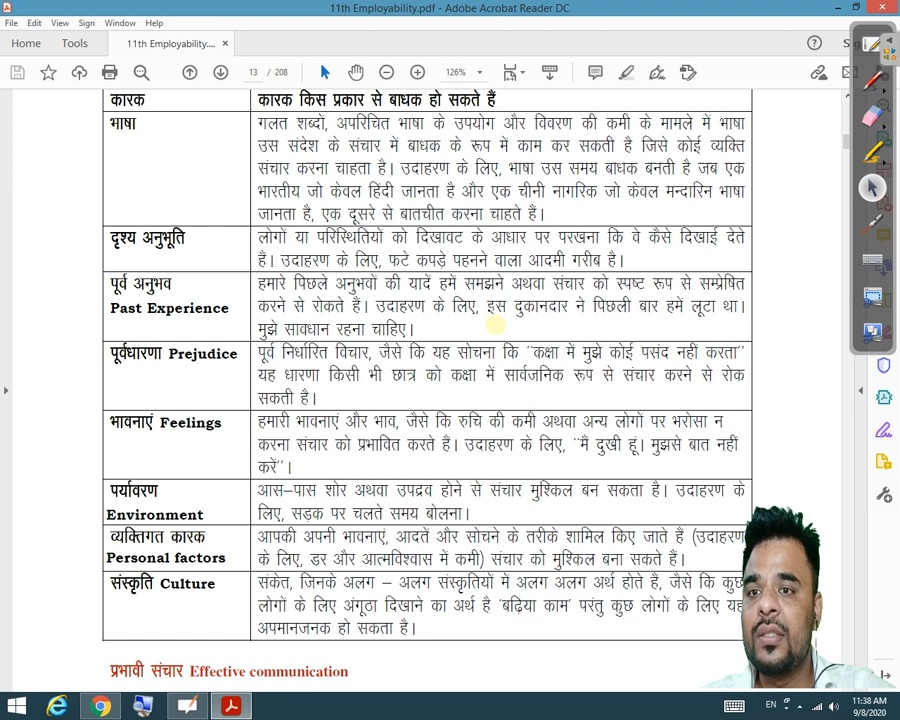 11th Employability.pdf - Adobe Acrobat Reader DC
File Edit View Sign Window Help
Home Tools 11th Employability....
13 / 208 126%
कारक कारक किस प्रकार से बाधक हो सकते हैं
भाषा गलत शब्दों, अपरिचित भाषा के उपयोग और विवरण की कमी के मामले में भाषा
उस संदेश के संचार में बाधक के रूप में काम कर सकती है जिसे कोई व्यक्ति
संचार करना चाहता है। उदाहरण के लिए, भाषा उस समय बाधक बनती है जब एक
भारतीय जो केवल हिंदी जानता है और एक चीनी नागरिक जो केवल मन्दारिन भाषा
जानता है, एक दूसरे से बातचीत करना चाहते हैं।
दृश्य अनुभूति लोगों या परिस्थितियों को दिखावट के आधार पर परखना कि वे कैसे दिखाई देते
हैं। उदाहरण के लिए, फटे कपड़े पहनने वाला आदमी गरीब है।
पूर्व अनुभव हमारे पिछले अनुभवों की यादें हमें समझने अथवा संचार को स्पष्ट रूप से सम्प्रेषित
Past Experience करने से रोकते हैं। उदाहरण के लिए, इस दुकानदार ने पिछली बार हमें लूटा था।
मुझे सावधान रहना चाहिए।
पूर्वधारणा Prejudice पूर्व निर्धारित विचार, जैसे कि यह सोचना कि "कक्षा में मुझे कोई पसंद नहीं करता"
यह धारणा किसी भी छात्र को कक्षा में सार्वजनिक रूप से संचार करने से रोक
सकती है।
भावनाएं Feelings हमारी भावनाएं और भाव, जैसे कि रुचि की कमी अथवा अन्य लोगों पर भरोसा न
करना संचार को प्रभावित करते हैं। उदाहरण के लिए, "मैं दुखी हूं। मुझसे बात नहीं
करें"।
पर्यावरण आस–पास शोर अथवा उपद्रव होने से संचार मुश्किल बन सकता है। उदाहरण के
Environment लिए, सड़क पर चलते समय बोलना।
व्यक्तिगत कारक आपकी अपनी भावनाएं, आदतें और सोचने के तरीके शामिल किए जाते हैं (उदाहरण
Personal factors के लिए, डर और आत्मविश्वास में कमी) संचार को मुश्किल बना सकते हैं।
संस्कृति Culture संकेत, जिनके अलग – अलग संस्कृतियों में अलग अलग अर्थ होते हैं, जैसे कि कुछ
लोगों के लिए अंगूठा दिखाने का अर्थ है 'बढ़िया काम' परंतु कुछ लोगों के लिए यह
अपमानजनक हो सकता है।
प्रभावी संचार Effective communication
EN 11:38 AM
9/8/2020